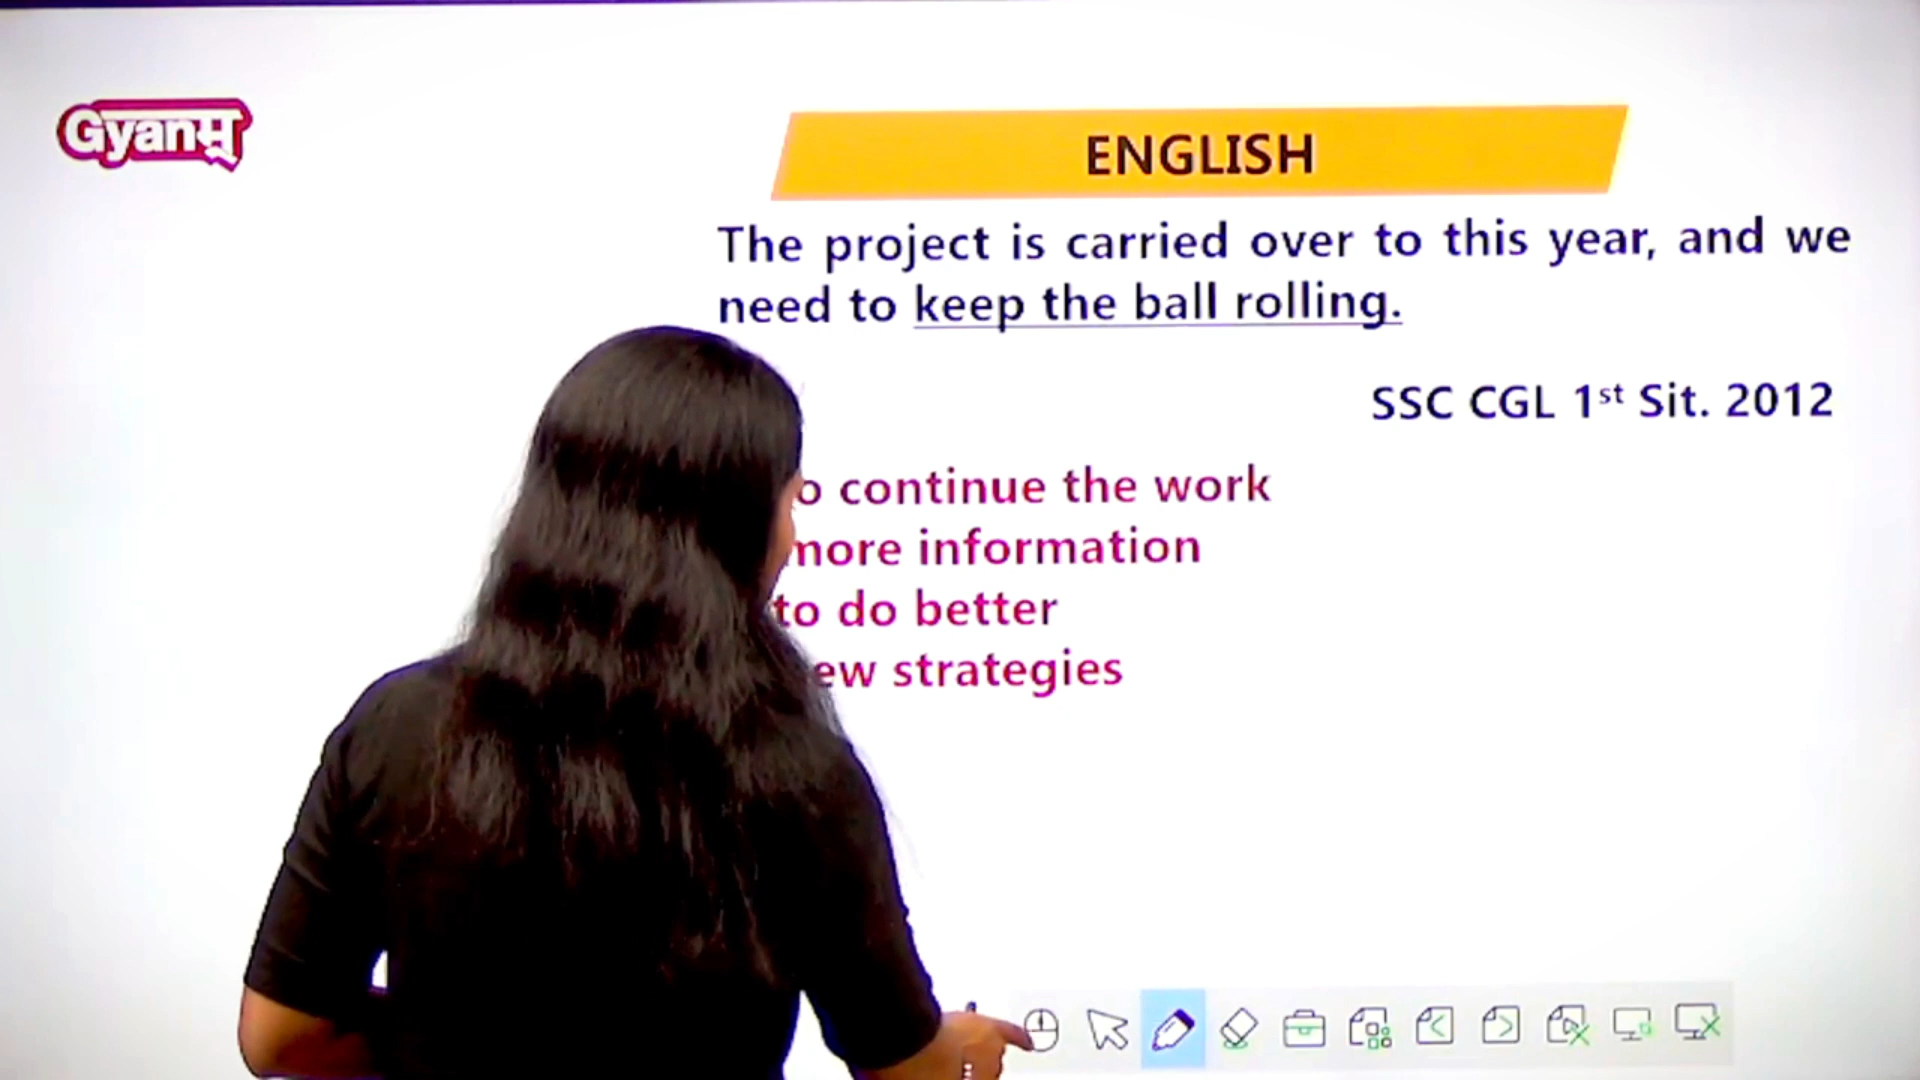 Gyanम्र
ENGLISH
The project is carried over to this year, and we
need to keep the ball rolling.
SSC CGL 1st Sit. 2012
continue the work
more information
to do better
strategies